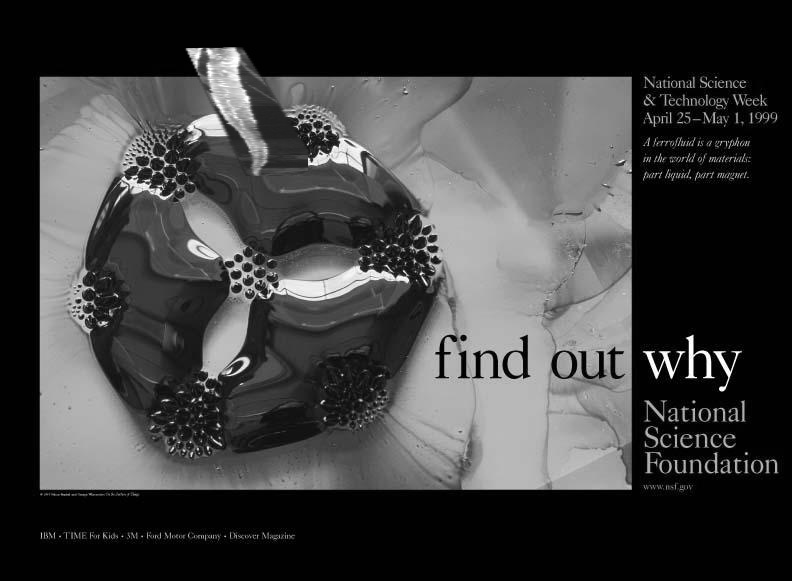 National Science
& Technology Week
April 25–May 1, 1999
A ferrofluid is a gryphon
in the world of materials:
part liquid, part magnet.
find out why
National
Science
Foundation
www.nsf.gov
IBM • TIME For Kids • 3M • Ford Motor Company • Discover Magazine